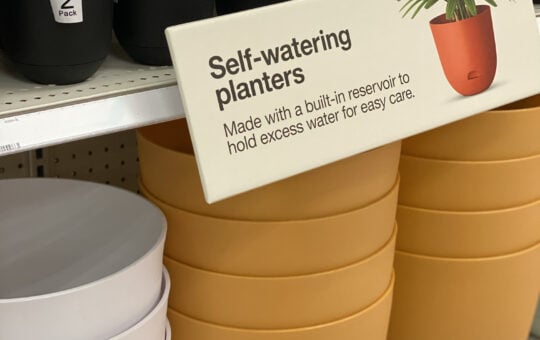 2
Pack
Self-watering
planters
Made with a built-in reservoir to
hold excess water for easy care.